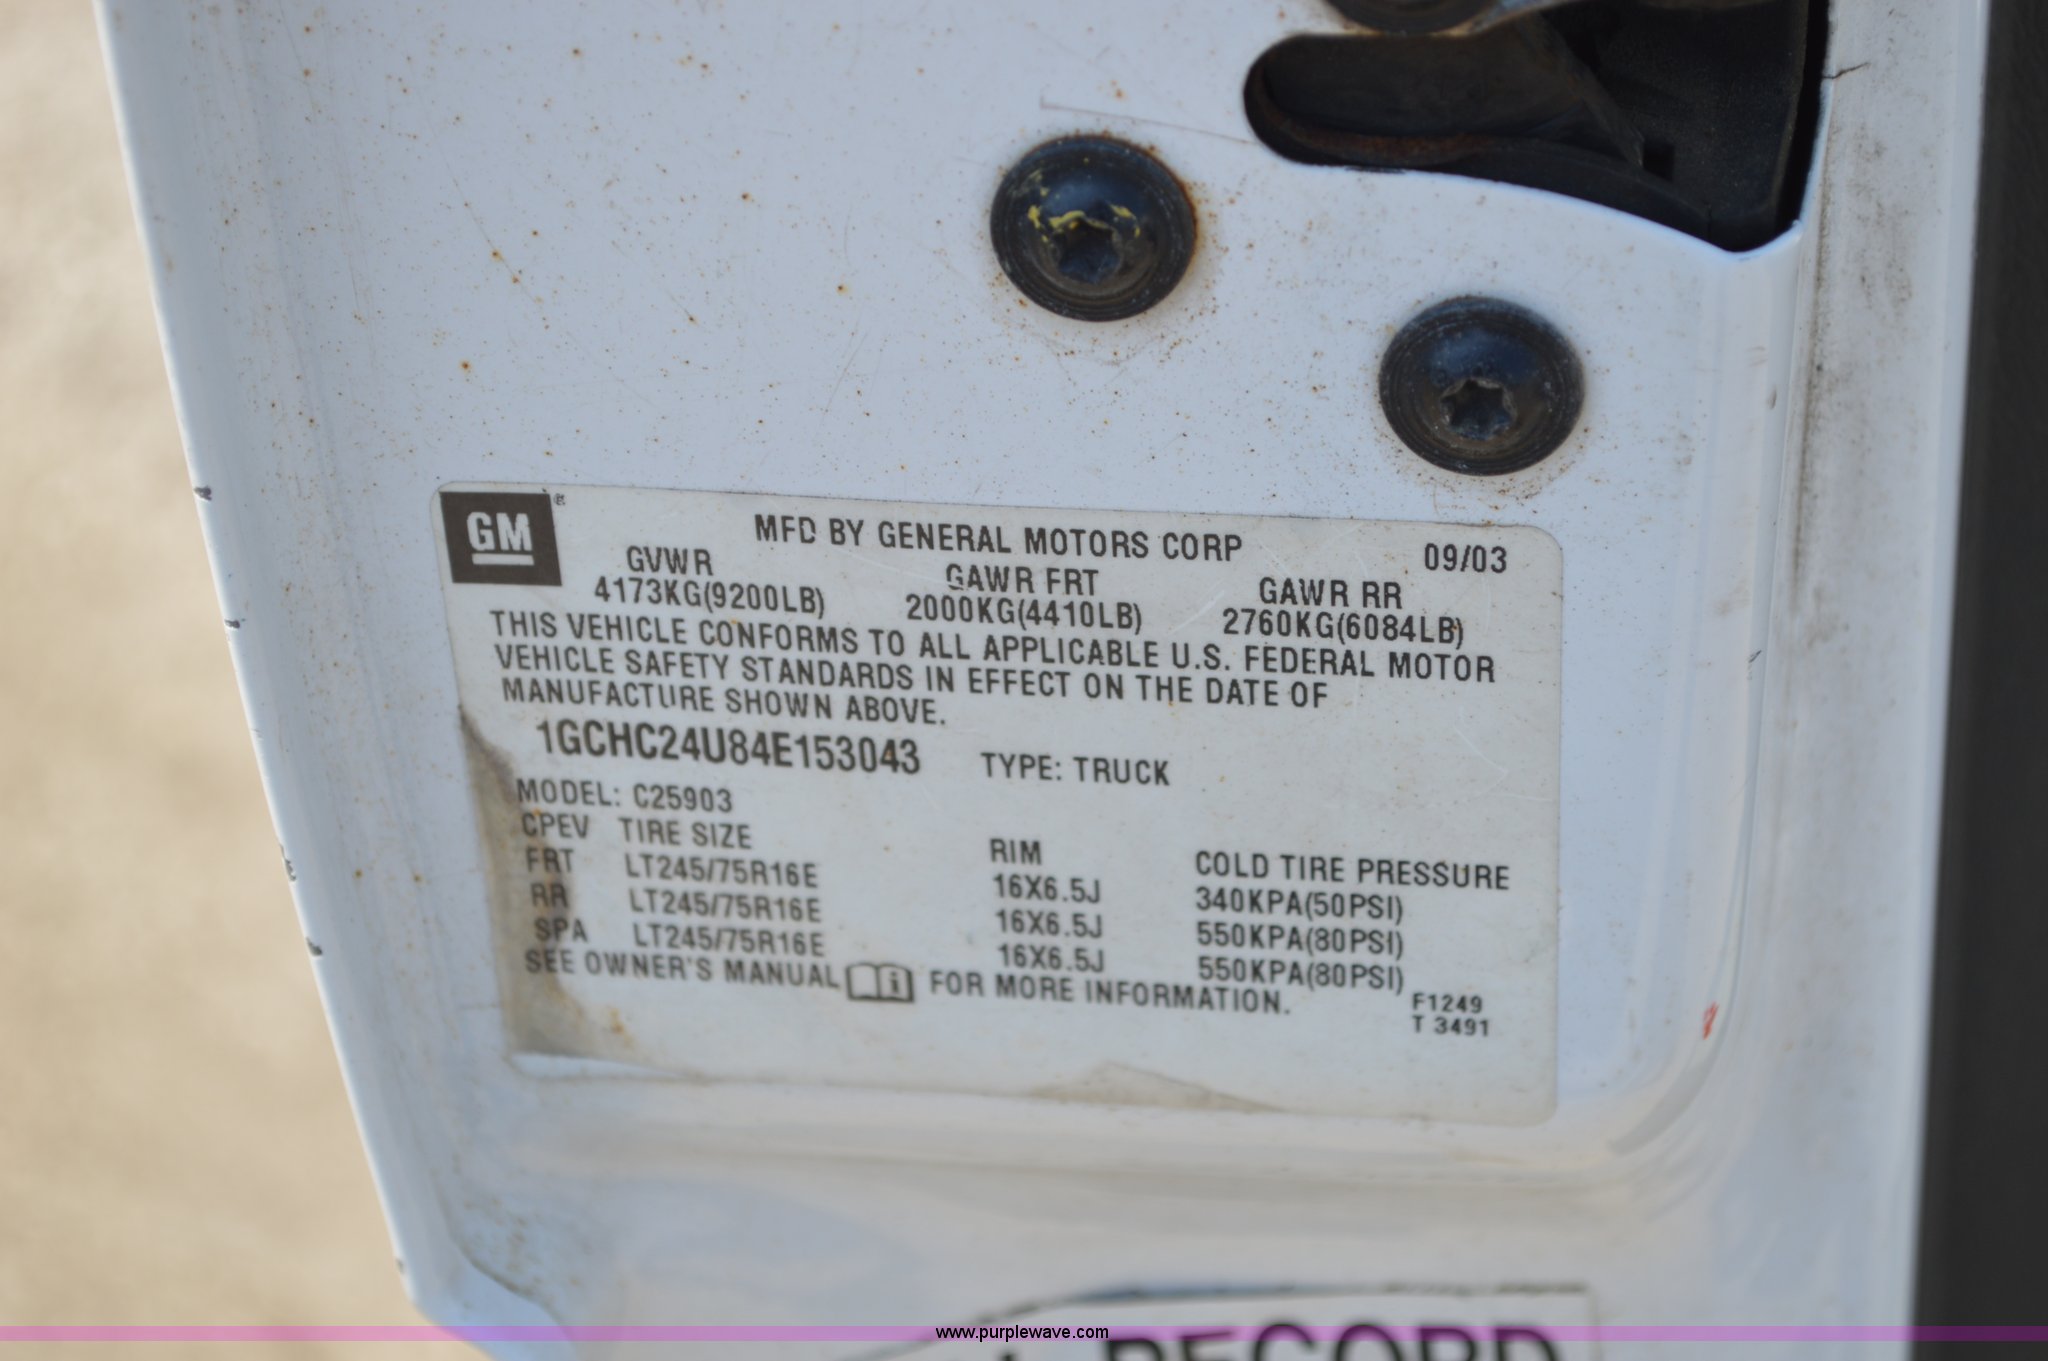 GM®
MFD BY GENERAL MOTORS CORP 09/03
GVWR GAWR FRT GAWR RR
4173KG(9200LB) 2000KG(4410LB) 2760KG(6084LB)
THIS VEHICLE CONFORMS TO ALL APPLICABLE U.S. FEDERAL MOTOR
VEHICLE SAFETY STANDARDS IN EFFECT ON THE DATE OF
MANUFACTURE SHOWN ABOVE.
1GCHC24U84E153043 TYPE: TRUCK
MODEL: C25903
CPEV TIRE SIZE RIM COLD TIRE PRESSURE
FRT LT245/75R16E 16X6.5J 340KPA(50PSI)
RR LT245/75R16E 16X6.5J 550KPA(80PSI)
SPA LT245/75R16E 16X6.5J 550KPA(80PSI)
SEE OWNER'S MANUAL FOR MORE INFORMATION.
F1249
T 3491
RECORD
www.purplewave.com